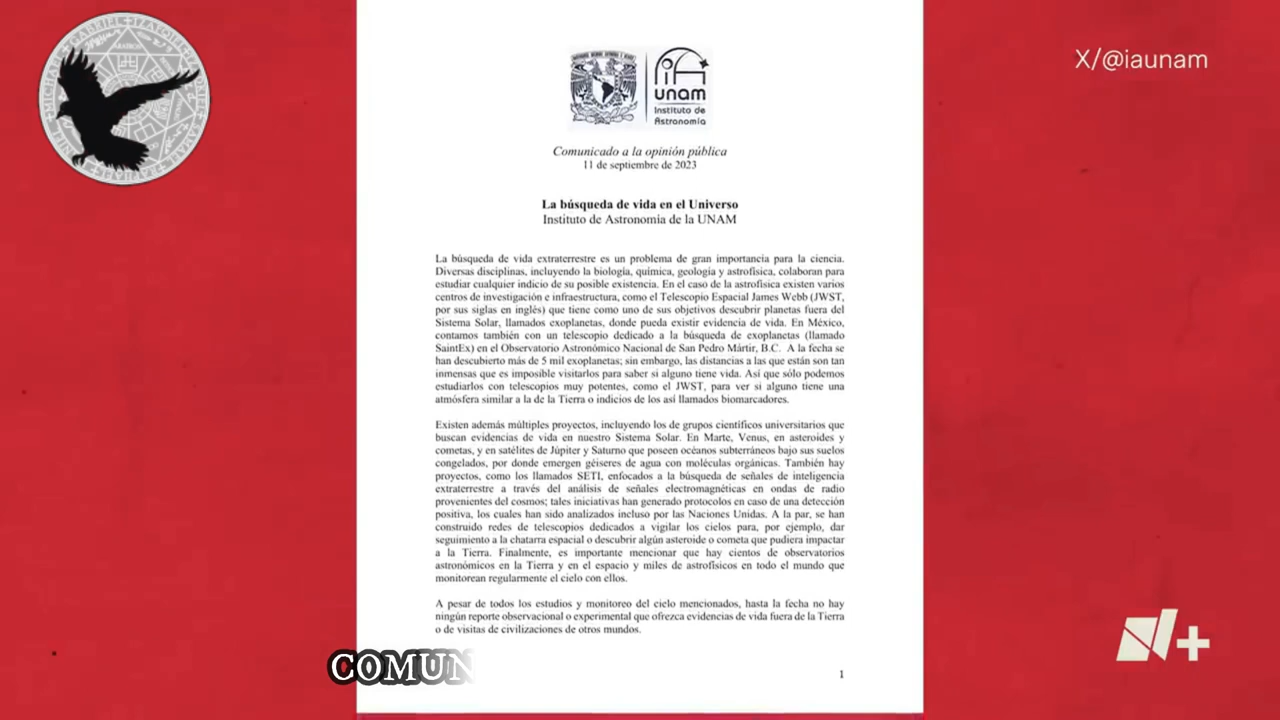 X/@iaunam
unam
Instituto de
Astronomía
Comunicado a la opinión pública
11 de septiembre de 2023
La búsqueda de vida en el Universo
Instituto de Astronomía de la UNAM
La búsqueda de vida extraterrestre es un problema de gran importancia para la ciencia.
Diversas disciplinas, incluyendo la biología, química, geología y astrofísica, colaboran para
estudiar cualquier indicio de su posible existencia. En el caso de la astrofísica existen varios
centros de investigación e infraestructura, como el Telescopio Espacial James Webb (JWST,
por sus siglas en inglés) que tiene como uno de sus objetivos descubrir planetas fuera del
Sistema Solar, llamados exoplanetas, donde pueda existir evidencia de vida. En México,
contamos también con un telescopio dedicado a la búsqueda de exoplanetas (llamado
SaintEx) en el Observatorio Astronómico Nacional de San Pedro Mártir, B.C. A la fecha se
han descubierto más de 5 mil exoplanetas; sin embargo, las distancias a las que están son tan
inmensas que es imposible visitarlos para saber si alguno tiene vida. Así que sólo podemos
estudiarlos con telescopios muy potentes, como el JWST, para ver si alguno tiene una
atmósfera similar a la de la Tierra o indicios de los así llamados biomarcadores.
Existen además múltiples proyectos, incluyendo los de grupos científicos universitarios que
buscan evidencias de vida en nuestro Sistema Solar. En Marte, Venus, en asteroides y
cometas, y en satélites de Júpiter y Saturno que poseen océanos subterráneos bajo sus suelos
congelados, por donde emergen géiseres de agua con moléculas orgánicas. También hay
proyectos, como los llamados SETI, enfocados a la búsqueda de señales de inteligencia
extraterrestre a través del análisis de señales electromagnéticas en ondas de radio
provenientes del cosmos; tales iniciativas han generado protocolos en caso de una detección
positiva, los cuales han sido analizados incluso por las Naciones Unidas. A la par, se han
construido redes de telescopios dedicados a vigilar los cielos para, por ejemplo, dar
seguimiento a la chatarra espacial o descubrir algún asteroide o cometa que pudiera impactar
a la Tierra. Finalmente, es importante mencionar que hay cientos de observatorios
astronómicos en la Tierra y en el espacio y miles de astrofísicos en todo el mundo que
monitorean regularmente el cielo con ellos.
A pesar de todos los estudios y monitoreo del cielo mencionados, hasta la fecha no hay
ningún reporte observacional o experimental que ofrezca evidencias de vida fuera de la Tierra
o de visitas de civilizaciones de otros mundos.
COMUN
1